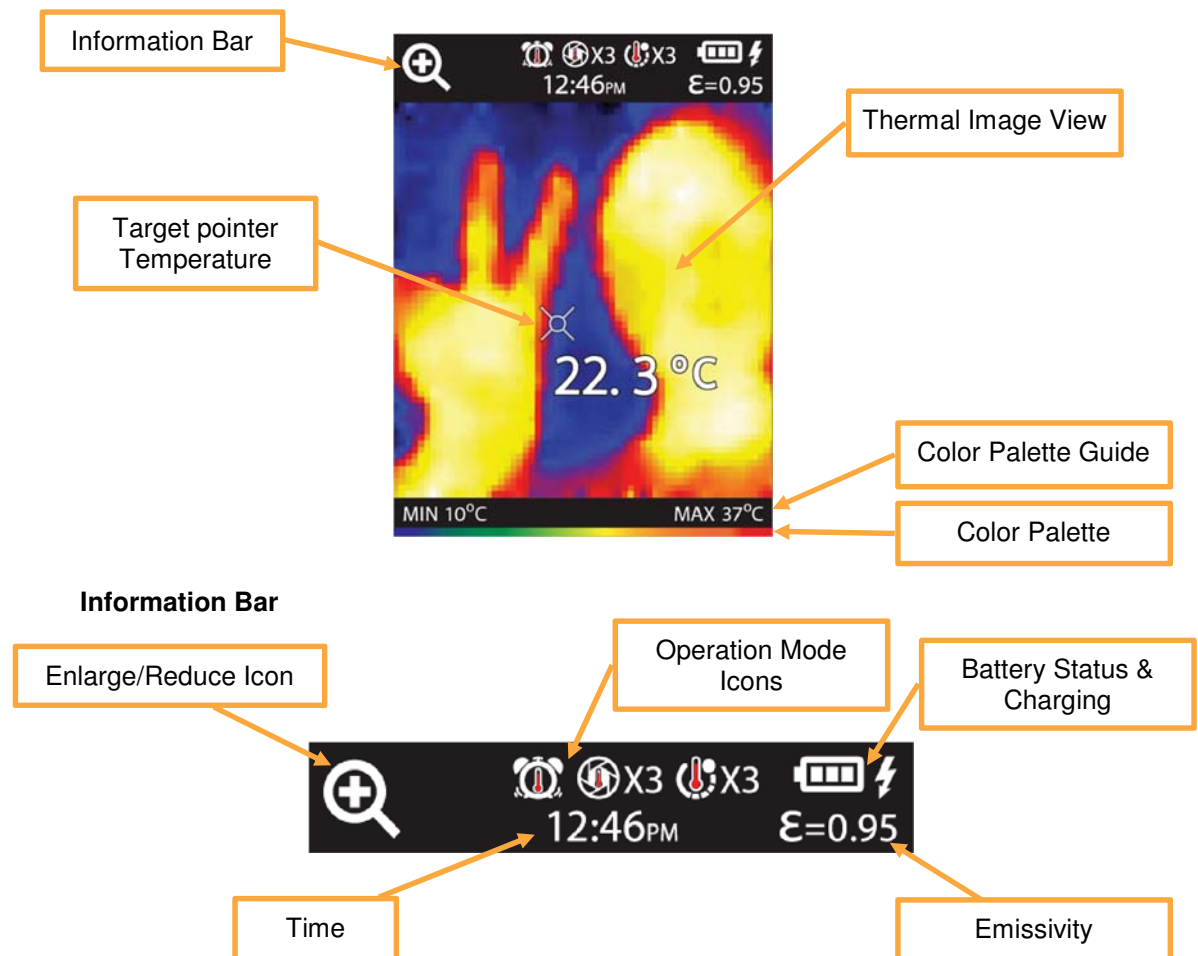 Information Bar
X3 X3
12:46PM ε=0.95
Thermal Image View
Target pointer
Temperature
22. 3 °C
Color Palette Guide
MIN 10°C MAX 37°C
Color Palette
Information Bar
Enlarge/Reduce Icon
Operation Mode
Icons
Battery Status &
Charging
X3 X3
12:46PM ε=0.95
Time
Emissivity